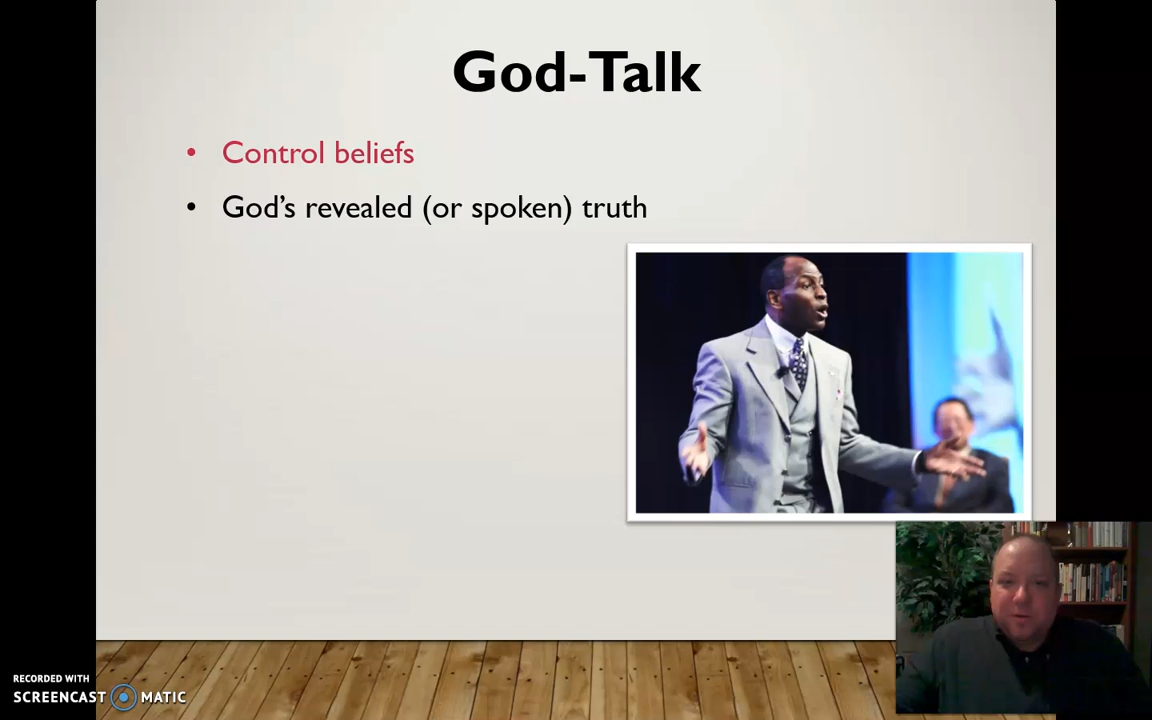 God-Talk
• Control beliefs
• God’s revealed (or spoken) truth
RECORDED WITH
SCREENCAST MATIC